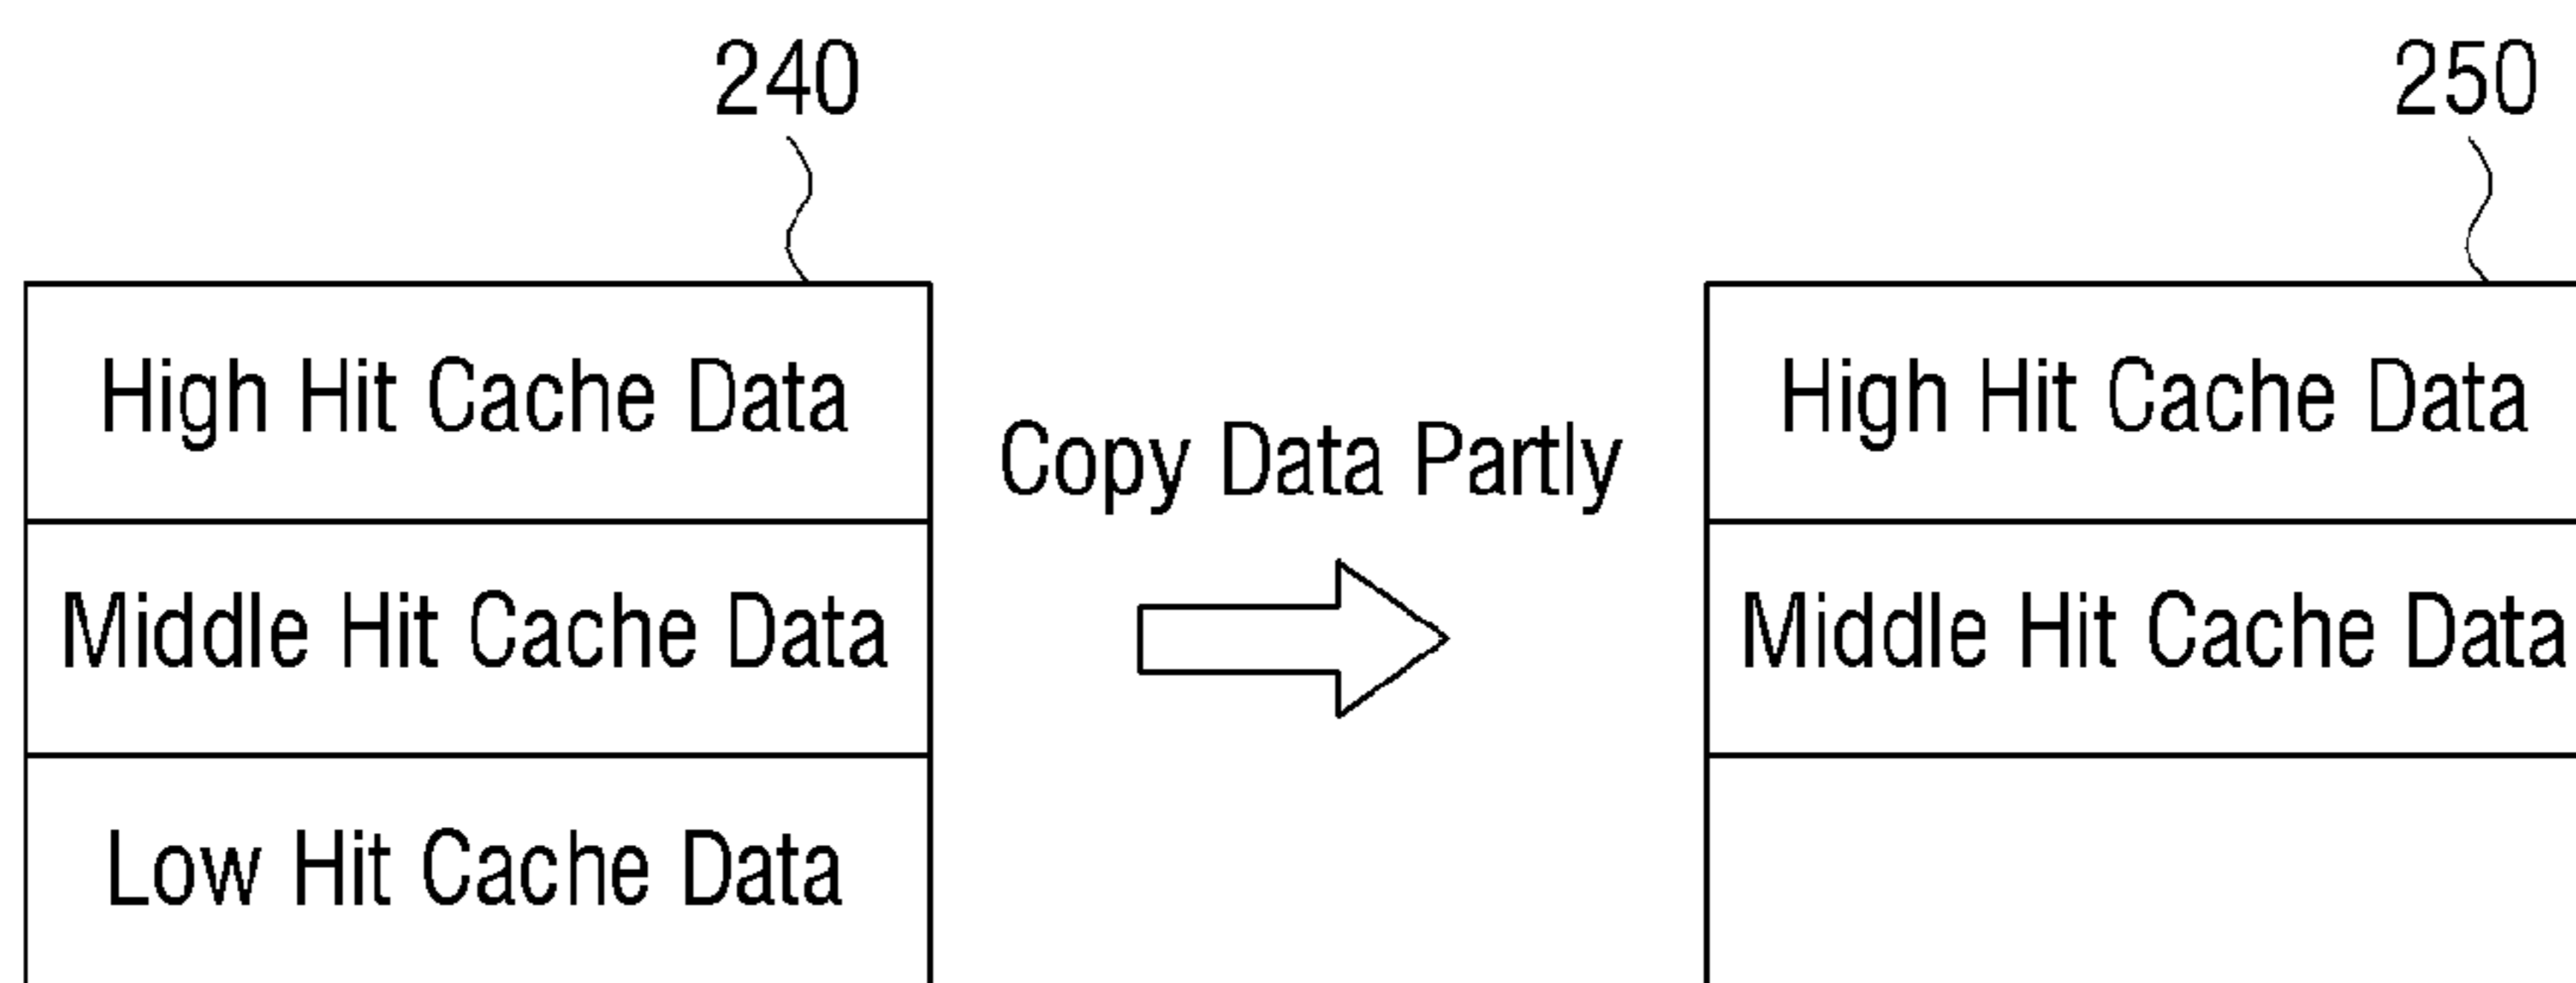 240
250
High Hit Cache Data
Middle Hit Cache Data
Low Hit Cache Data
Copy Data Partly
High Hit Cache Data
Middle Hit Cache Data